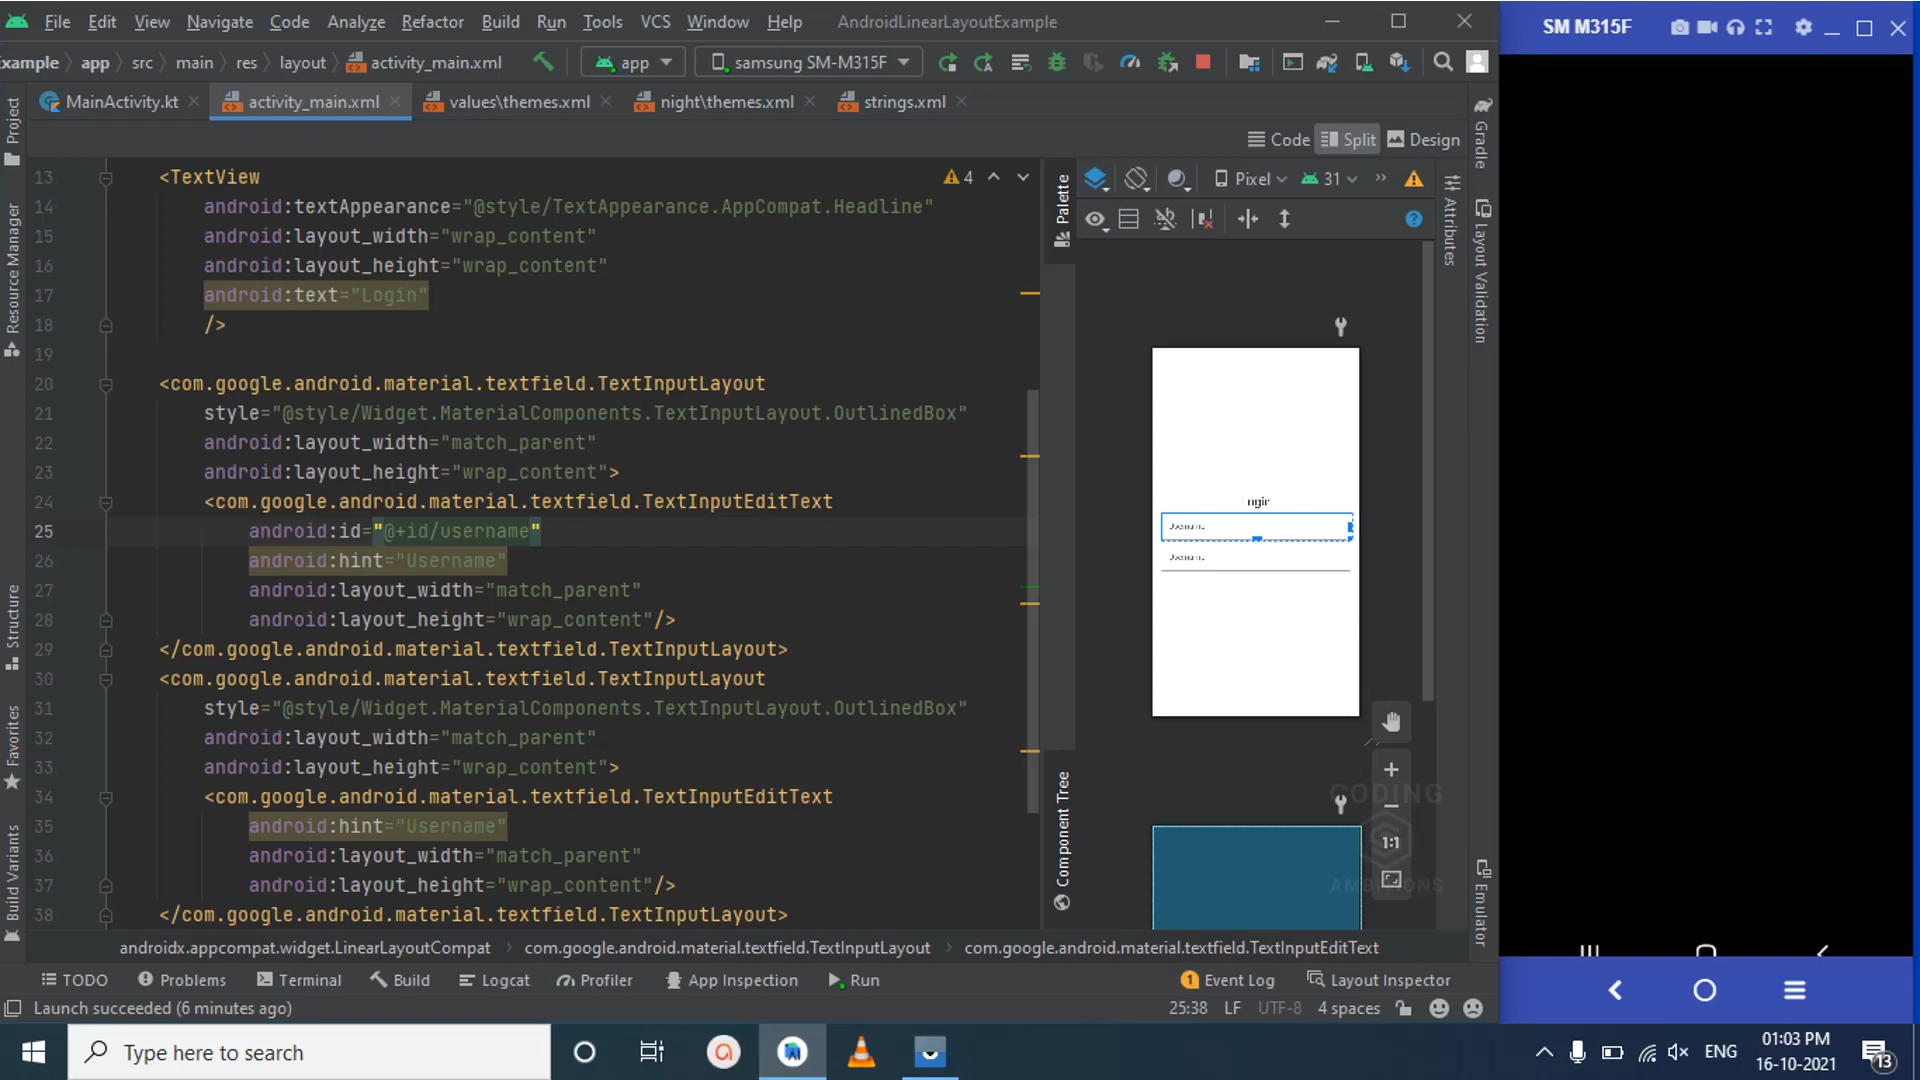 File Edit View Navigate Code Analyze Refactor Build Run Tools VCS Window Help AndroidLinearLayoutExample
SM M315F
xample app src main res layout activity_main.xml app samsung SM-M315F
MainActivity.kt activity_main.xml values\themes.xml night\themes.xml strings.xml
Code Split Design
Project
Resource Manager
Structure
Favorites
Build Variants
13 <TextView
14 android:textAppearance="@style/TextAppearance.AppCompat.Headline"
15 android:layout_width="wrap_content"
16 android:layout_height="wrap_content"
17 android:text="Login"
18 />
19
20 <com.google.android.material.textfield.TextInputLayout
21 style="@style/Widget.MaterialComponents.TextInputLayout.OutlinedBox"
22 android:layout_width="match_parent"
23 android:layout_height="wrap_content">
24 <com.google.android.material.textfield.TextInputEditText
25 android:id="@+id/username"
26 android:hint="Username"
27 android:layout_width="match_parent"
28 android:layout_height="wrap_content"/>
29 </com.google.android.material.textfield.TextInputLayout>
30 <com.google.android.material.textfield.TextInputLayout
31 style="@style/Widget.MaterialComponents.TextInputLayout.OutlinedBox"
32 android:layout_width="match_parent"
33 android:layout_height="wrap_content">
34 <com.google.android.material.textfield.TextInputEditText
35 android:hint="Username"
36 android:layout_width="match_parent"
37 android:layout_height="wrap_content"/>
38 </com.google.android.material.textfield.TextInputLayout>
4
Palette
Component Tree
Pixel 31
Username
Username
CODING
1:1
AMBITIONS
Attributes
Gradle
Layout Validation
Emulator
androidx.appcompat.widget.LinearLayoutCompat com.google.android.material.textfield.TextInputLayout com.google.android.material.textfield.TextInputEditText
TODO Problems Terminal Build Logcat Profiler App Inspection Run 1 Event Log Layout Inspector
Launch succeeded (6 minutes ago) 25:38 LF UTF-8 4 spaces
Type here to search
ENG
01:03 PM
16-10-2021
13